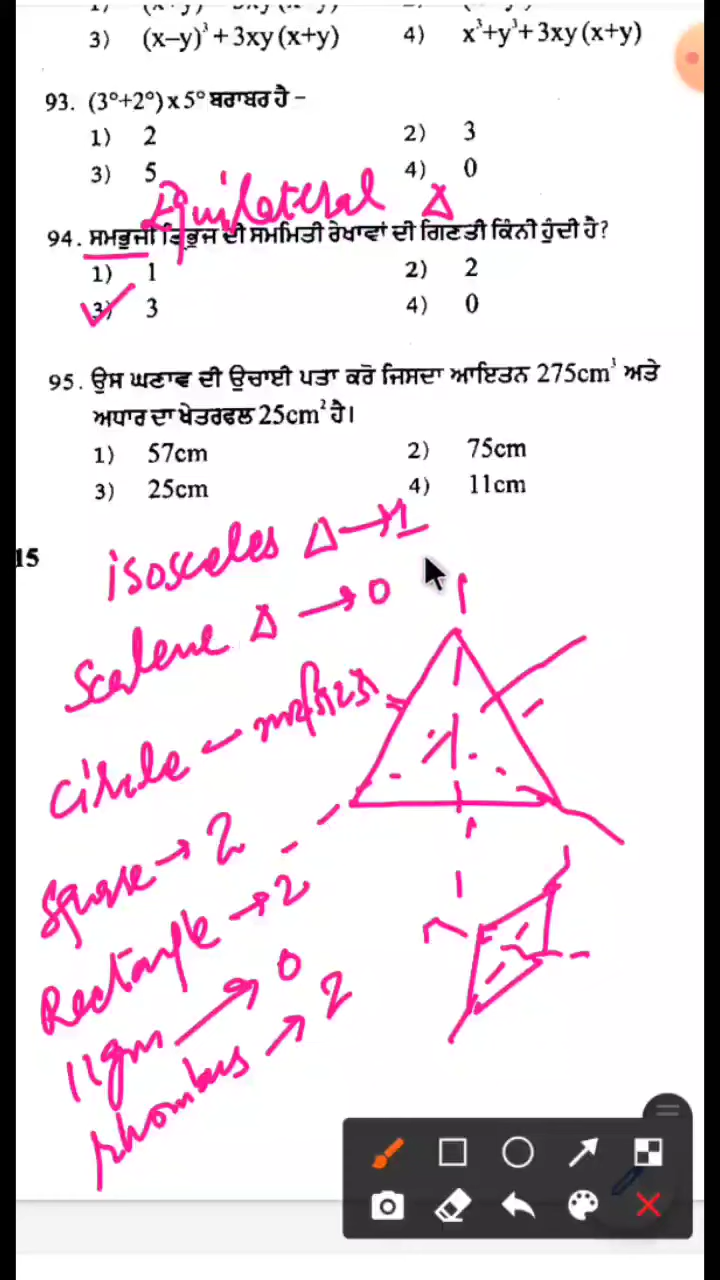 3) (x–y)³ + 3xy (x+y) 4) x³+y³+3xy (x+y)
93. (3°+2°) x 5° ਬਰਾਬਰ ਹੈ –
1) 2 2) 3
3) 5 4) 0
Equilateral Δ
94. ਸਮਭੁਜੀ ਤ੍ਰਿਭੁਜ ਦੀ ਸਮਮਿਤੀ ਰੇਖਾਵਾਂ ਦੀ ਗਿਣਤੀ ਕਿੰਨੀ ਹੁੰਦੀ ਹੈ?
1) 1 2) 2
3) 3 4) 0
95. ਉਸ ਘਣਾਵ ਦੀ ਉਚਾਈ ਪਤਾ ਕਰੋ ਜਿਸਦਾ ਆਇਤਨ 275cm³ ਅਤੇ
ਅਧਾਰ ਦਾ ਖੇਤਰਫਲ 25cm² ਹੈ।
1) 57cm 2) 75cm
3) 25cm 4) 11cm
15
isosceles Δ → 1
Scalene Δ → 0
Circle –
Square → 2
Rectangle → 2
11gm → 0
rhombus → 2